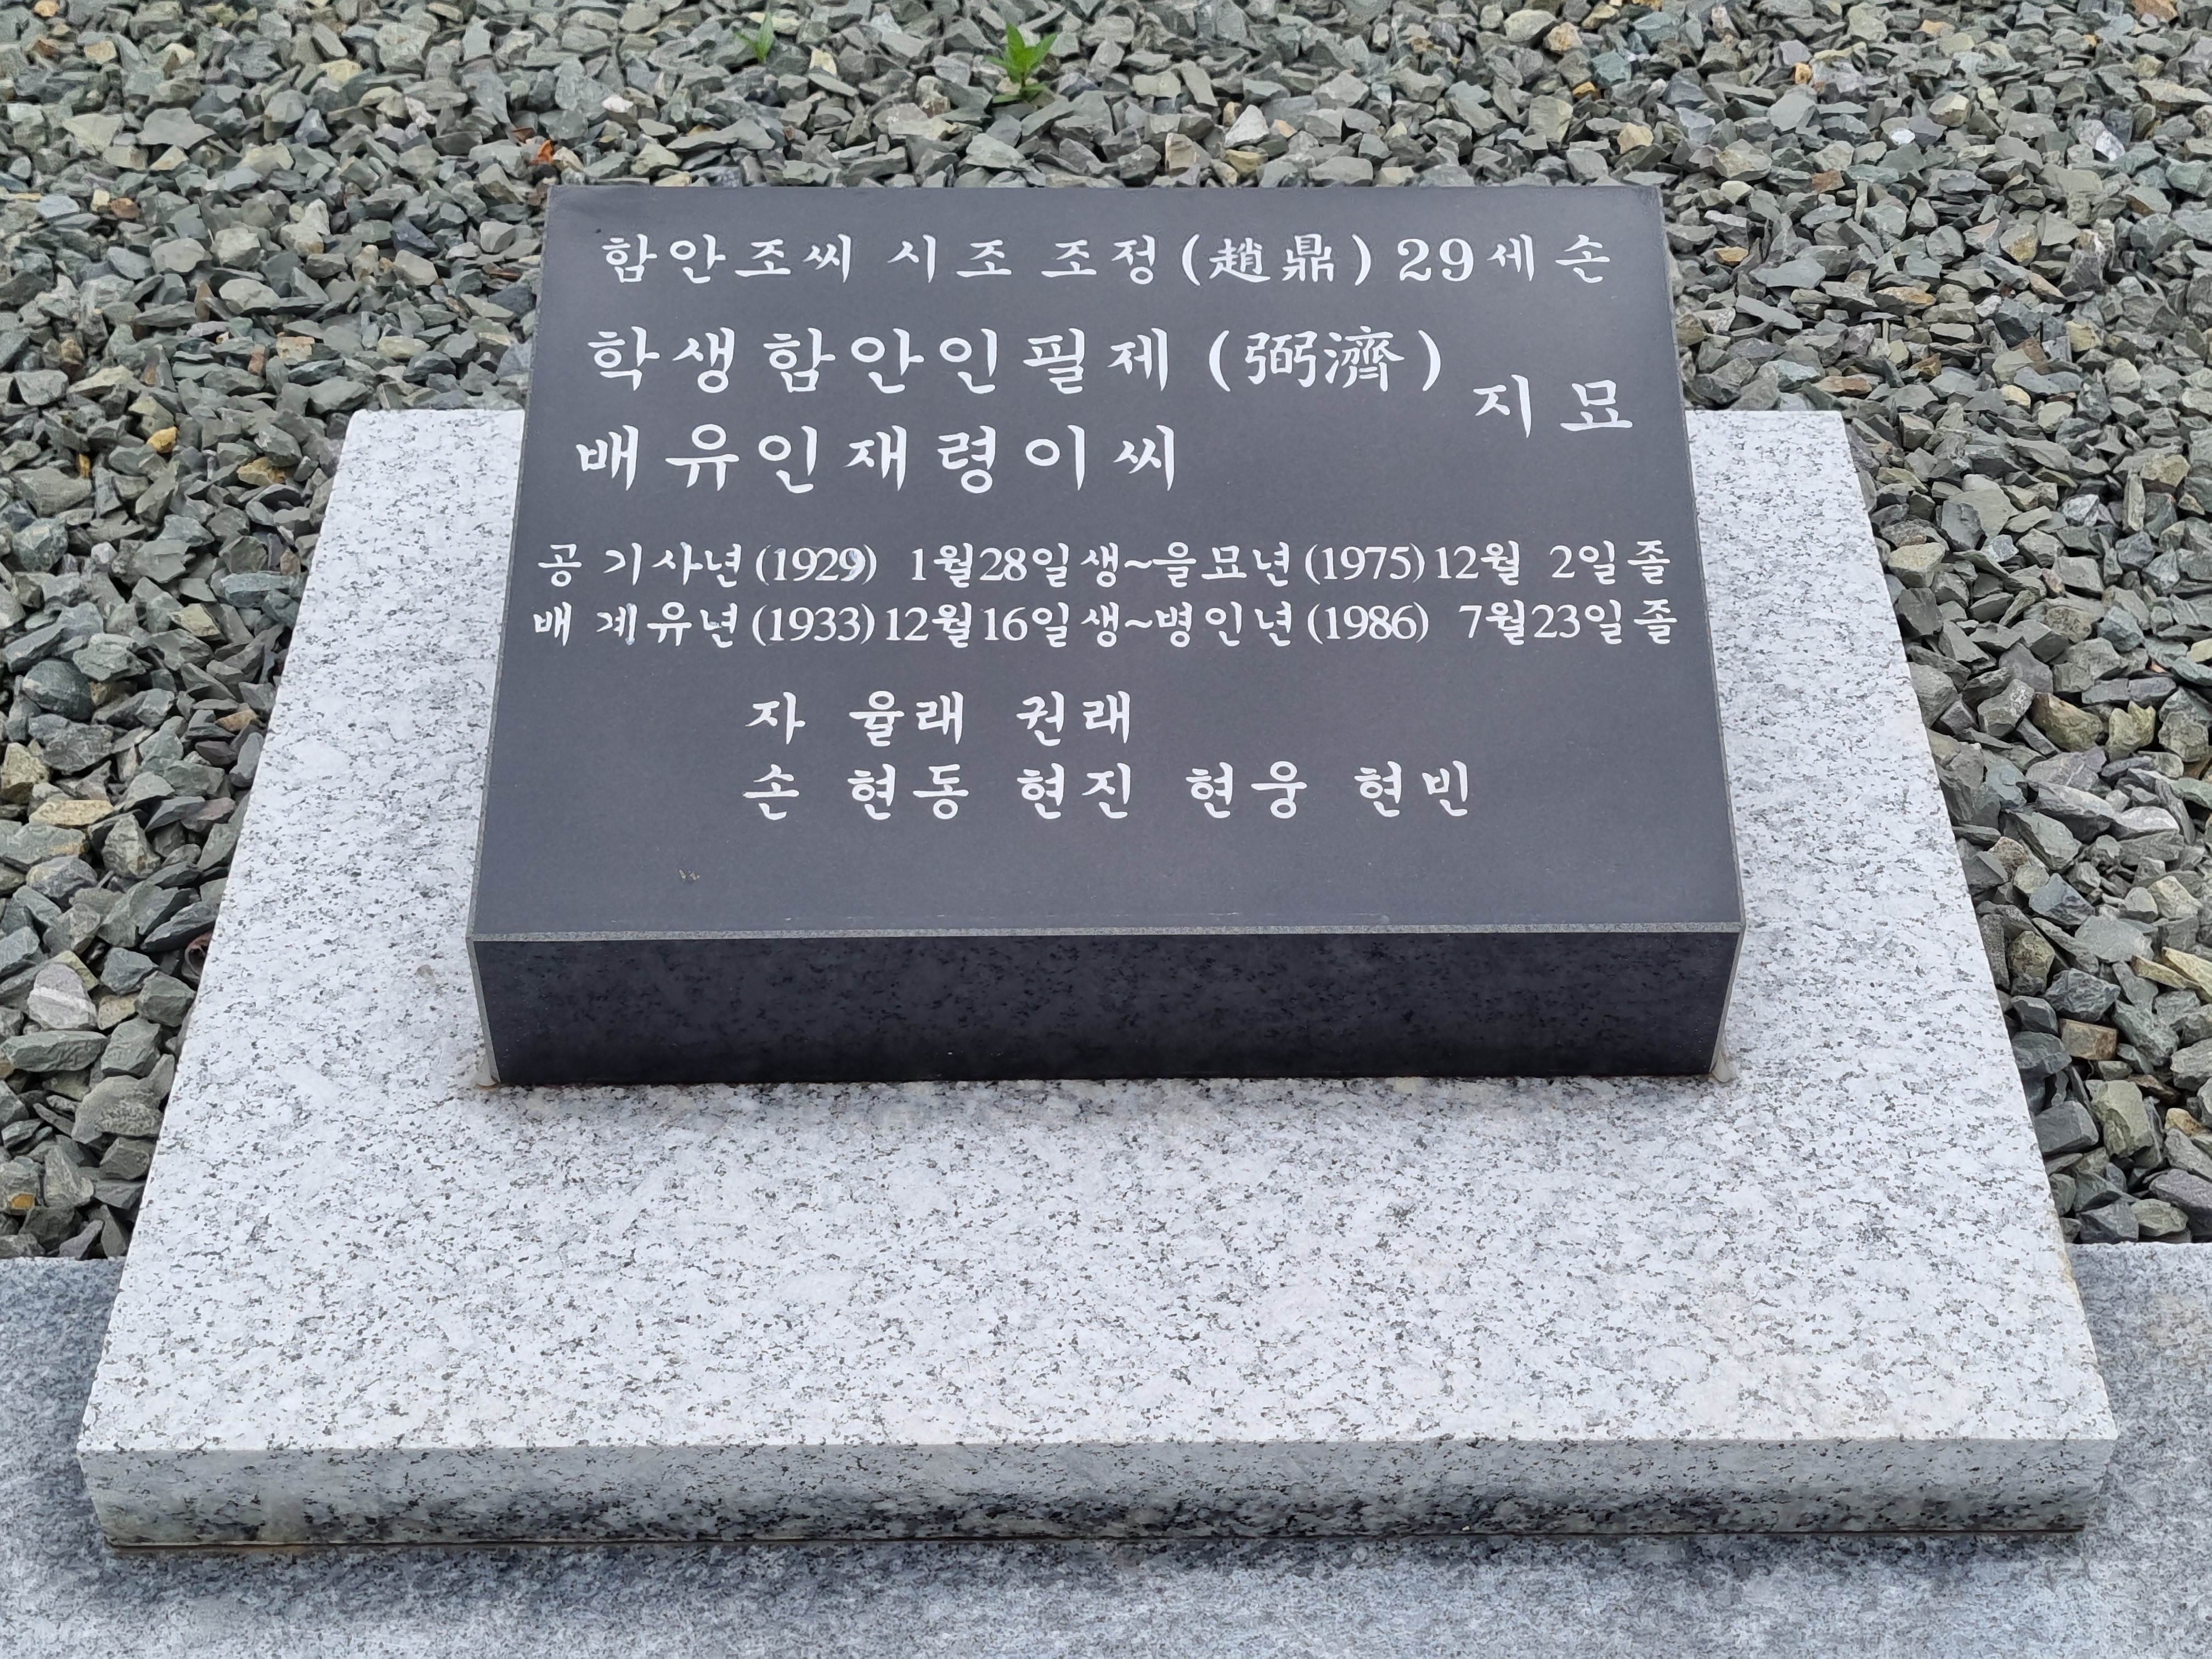 함안조씨 시조 조정(趙鼎) 29세손
학생함안인필제 (弼濟)
배유인재령이씨
지묘
공 기사년(1929) 1월28일생~을묘년(1975)12월 2일졸
배 계유년(1933)12월16일생~병인년(1986) 7월23일졸
자 율래 권래
손 현동 현진 현웅 현빈